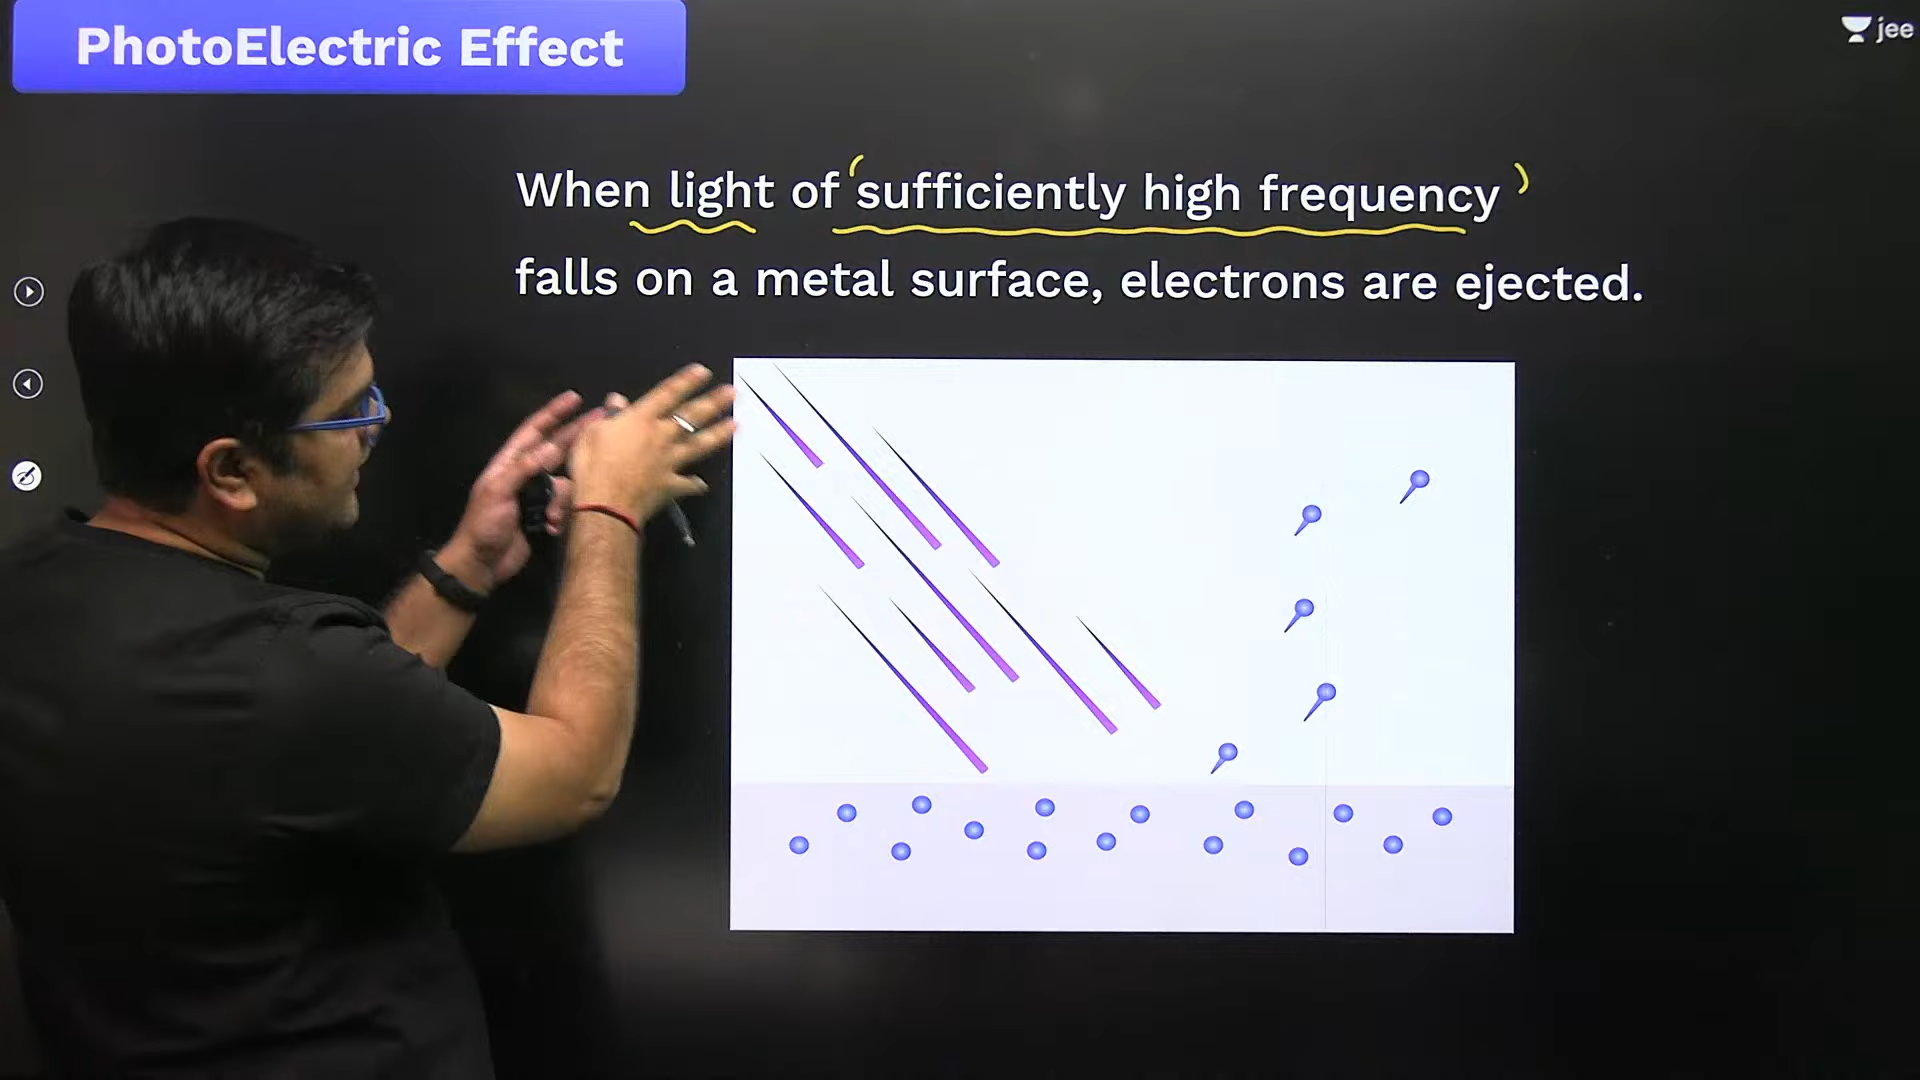 PhotoElectric Effect
jee
When light of sufficiently high frequency
falls on a metal surface, electrons are ejected.